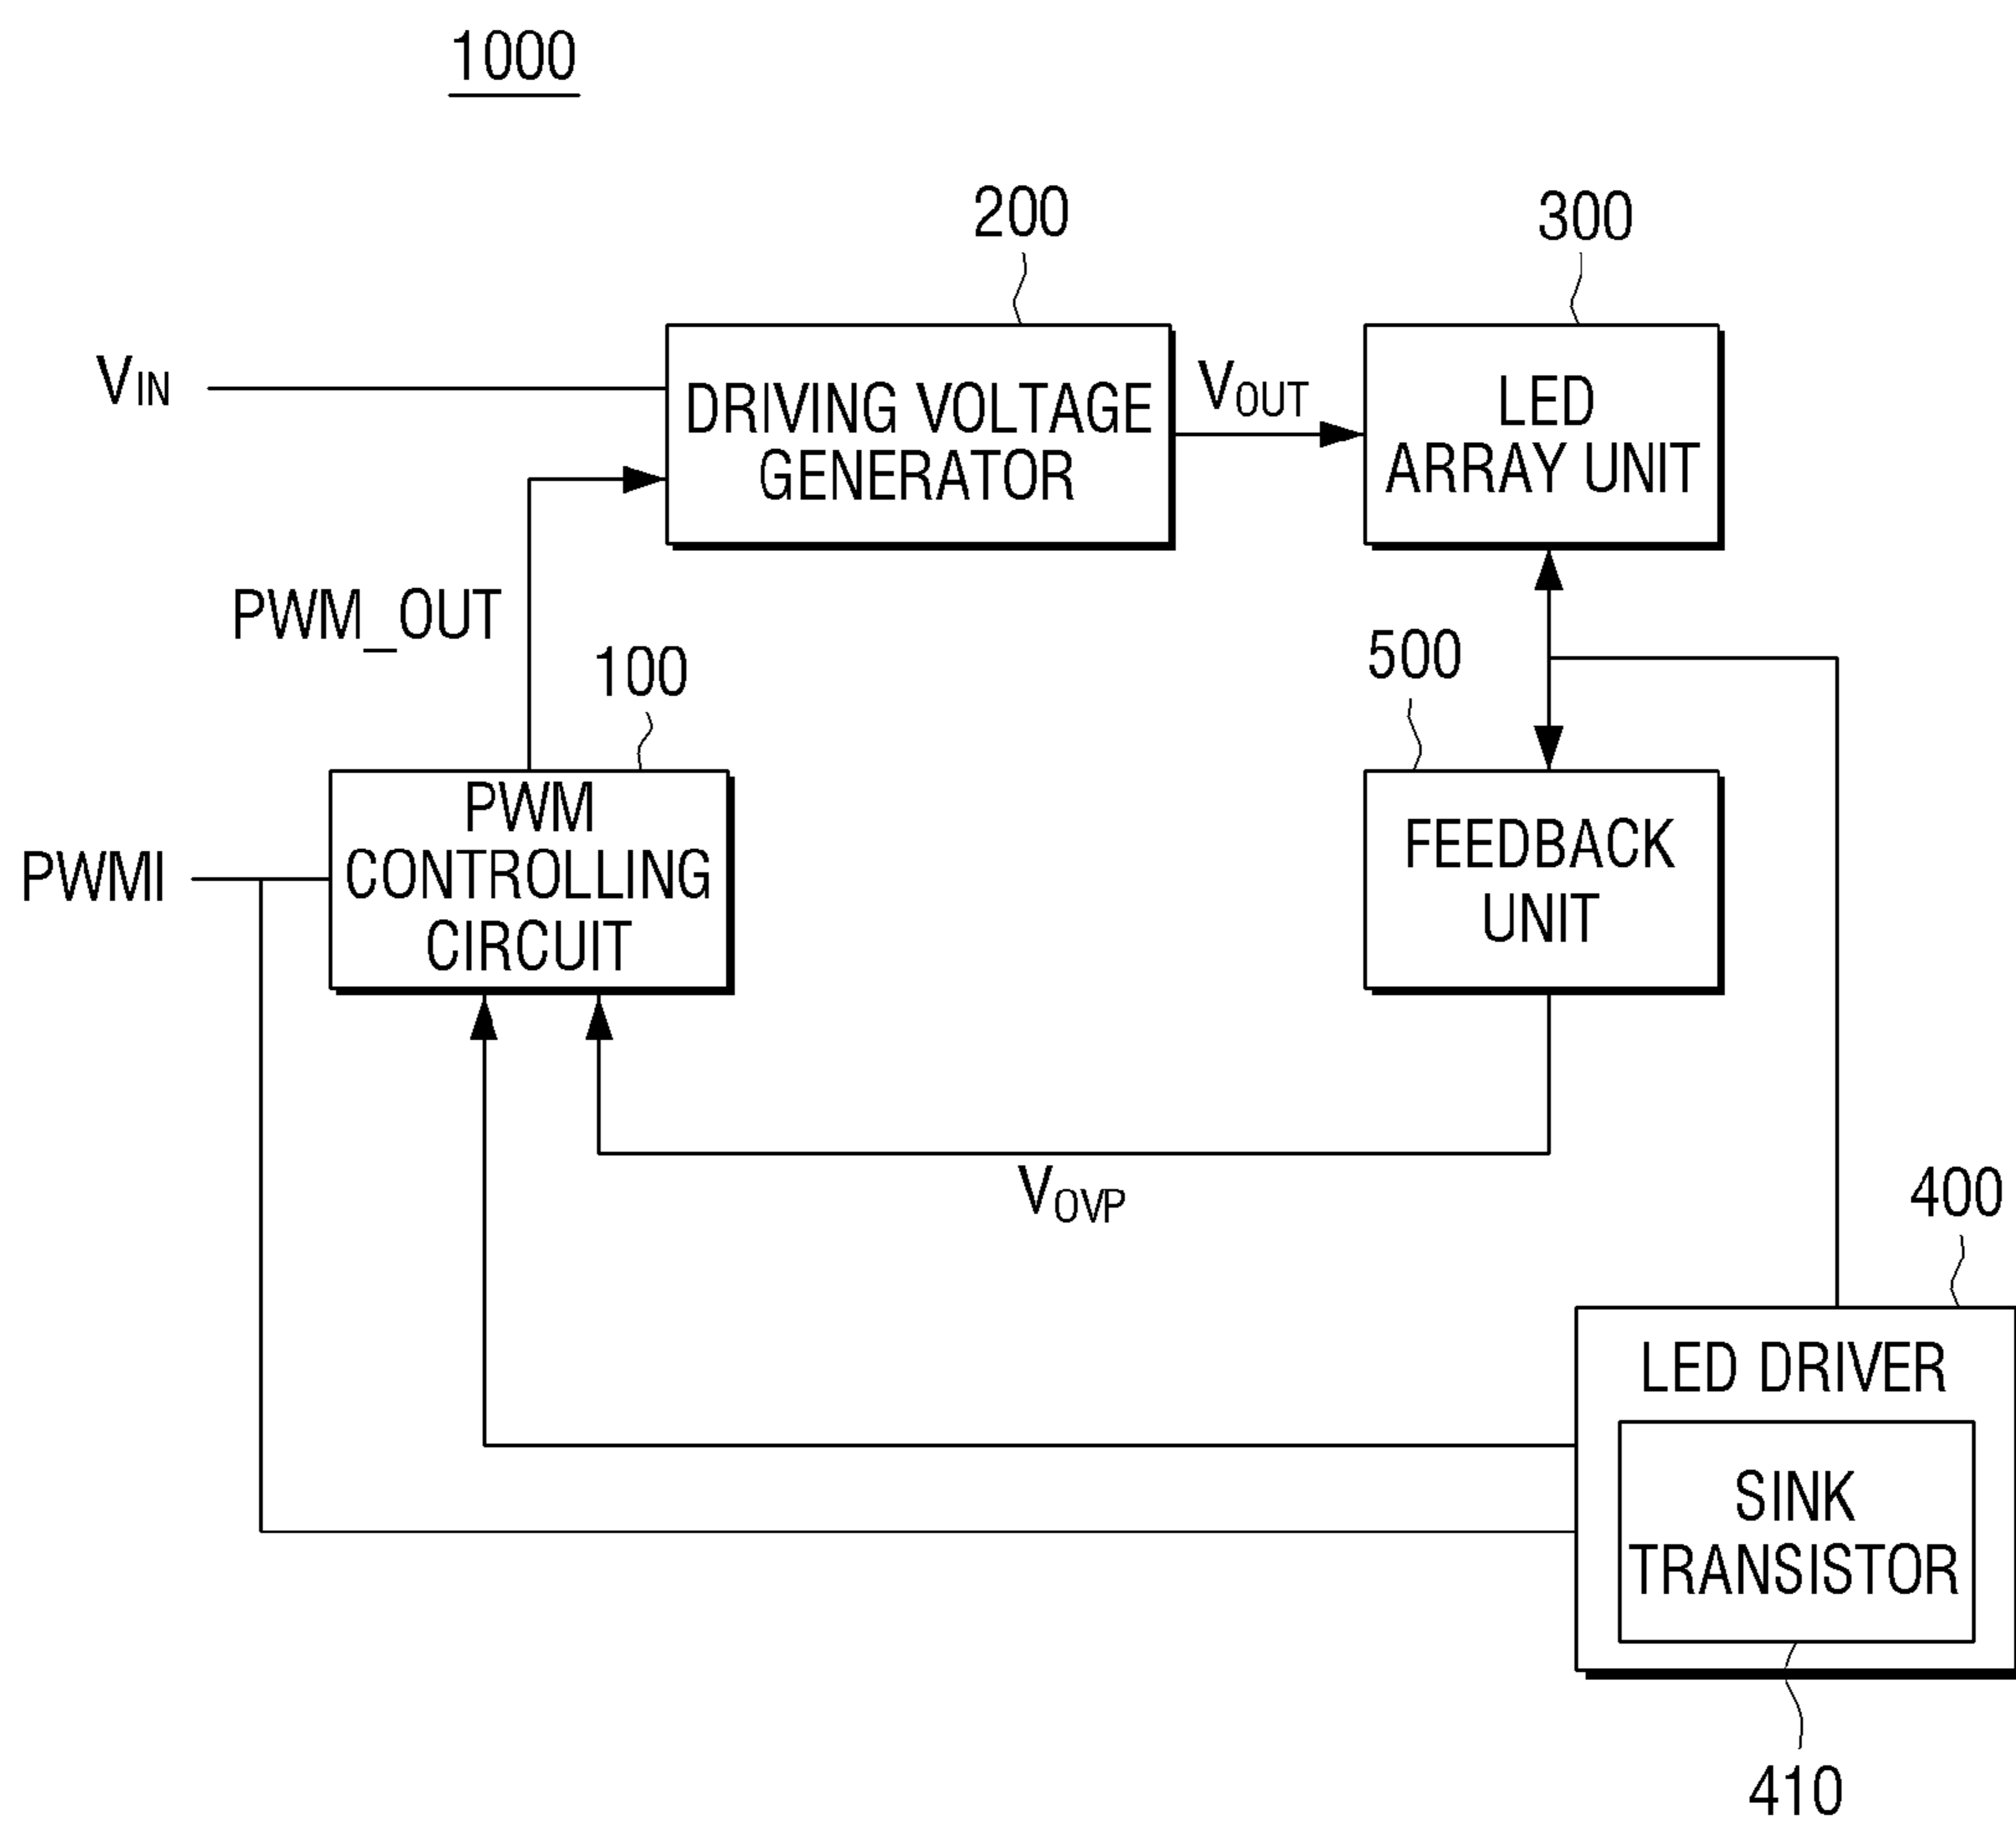 1000
200
300
VIN
DRIVING VOLTAGE
GENERATOR
VOUT
LED
ARRAY UNIT
PWM_OUT
100
500
PWMI
PWM
CONTROLLING
CIRCUIT
FEEDBACK
UNIT
VOVP
400
LED DRIVER
SINK
TRANSISTOR
410